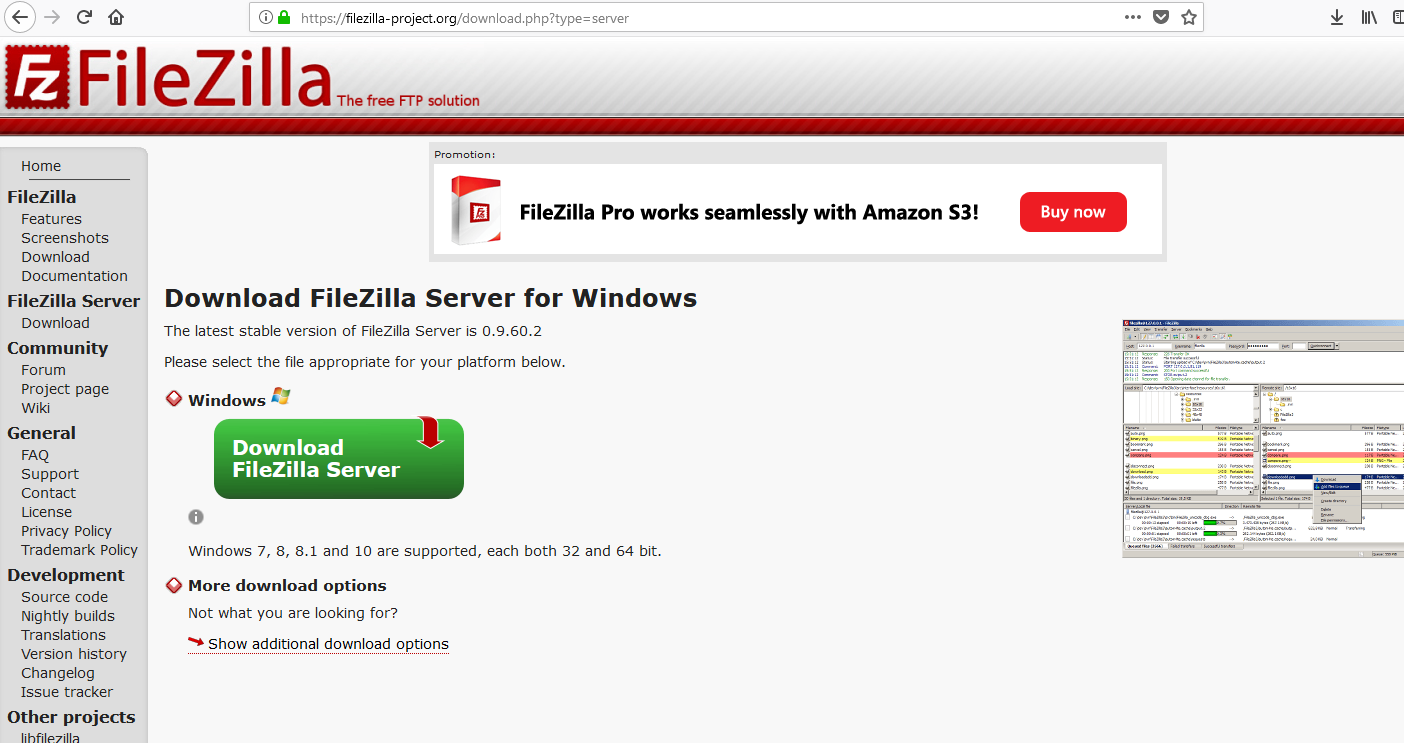 https://filezilla-project.org/download.php?type=server
Fz FileZilla The free FTP solution
Home
FileZilla
Features
Screenshots
Download
Documentation
FileZilla Server
Download
Community
Forum
Project page
Wiki
General
FAQ
Support
Contact
License
Privacy Policy
Trademark Policy
Development
Source code
Nightly builds
Translations
Version history
Changelog
Issue tracker
Other projects
libfilezilla
Promotion:
FileZilla Pro works seamlessly with Amazon S3!
Buy now
Download FileZilla Server for Windows
The latest stable version of FileZilla Server is 0.9.60.2
Please select the file appropriate for your platform below.
Windows
Download
FileZilla Server
Windows 7, 8, 8.1 and 10 are supported, each both 32 and 64 bit.
More download options
Not what you are looking for?
Show additional download options